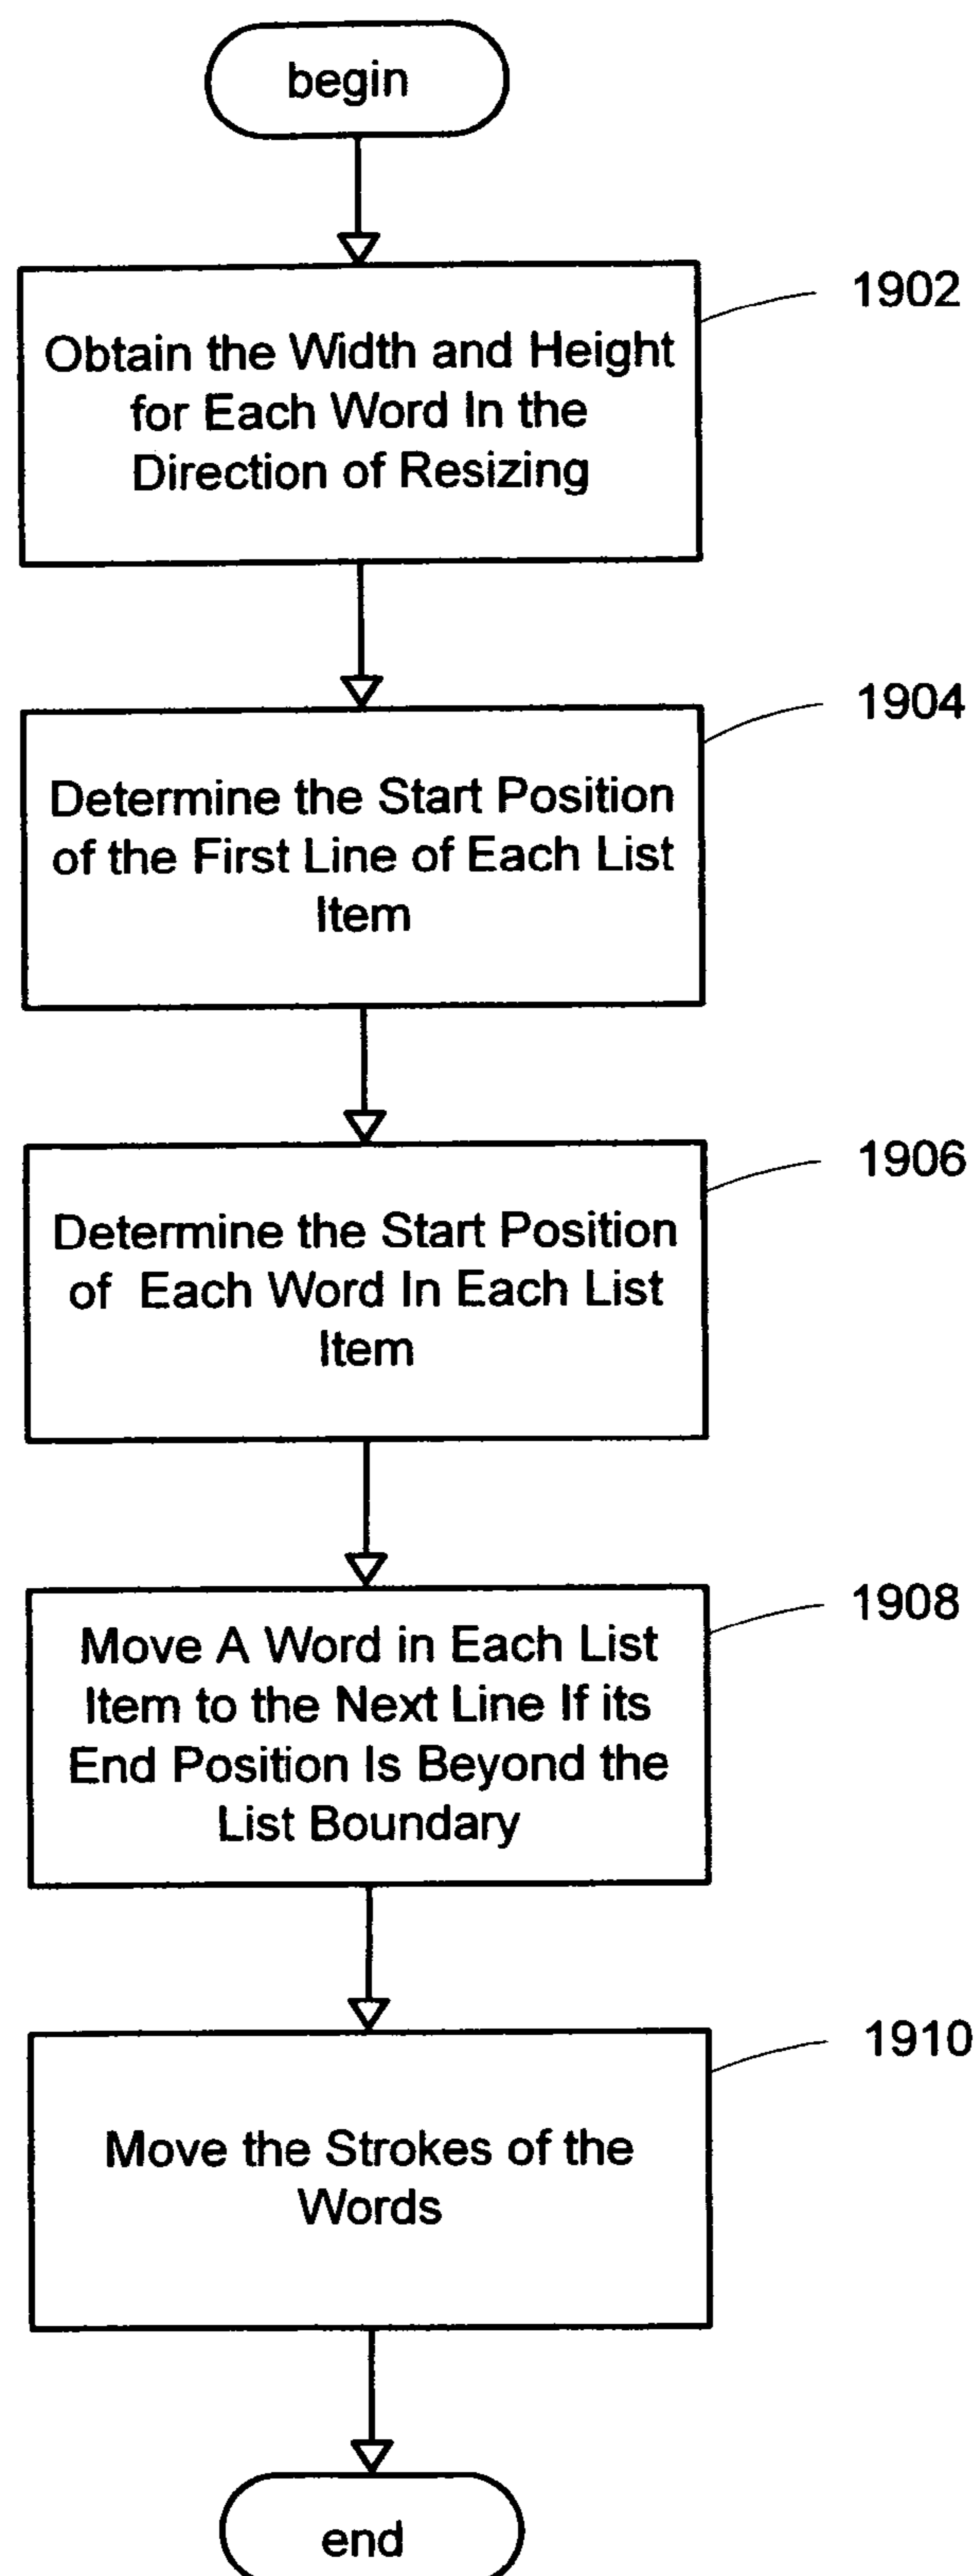 begin
1902
Obtain the Width and Height
for Each Word In the
Direction of Resizing
1904
Determine the Start Position
of the First Line of Each List
Item
1906
Determine the Start Position
of Each Word In Each List
Item
1908
Move A Word in Each List
Item to the Next Line If its
End Position Is Beyond the
List Boundary
1910
Move the Strokes of the
Words
end